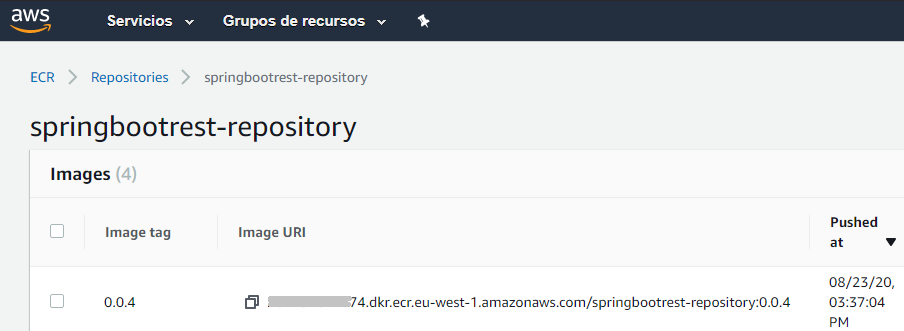 aws Servicios Grupos de recursos
ECR Repositories springbootrest-repository
springbootrest-repository
Images (4)
Image tag Image URI Pushed at
0.0.4 74.dkr.ecr.eu-west-1.amazonaws.com/springbootrest-repository:0.0.4 08/23/20, 03:37:04 PM